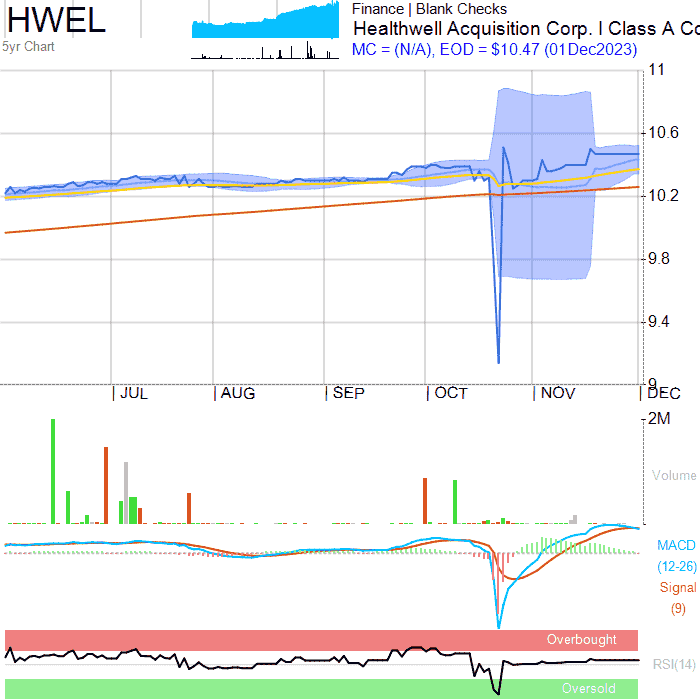 HWEL
5yr Chart
Finance | Blank Checks
Healthwell Acquisition Corp. I Class A Co
MC = (N/A), EOD = $10.47 (01Dec2023)
11
10.6
10.2
9.8
9.4
9
JUL AUG SEP OCT NOV DEC
2M
Volume
MACD
(12-26)
Signal
(9)
Overbought
RSI(14)
Oversold